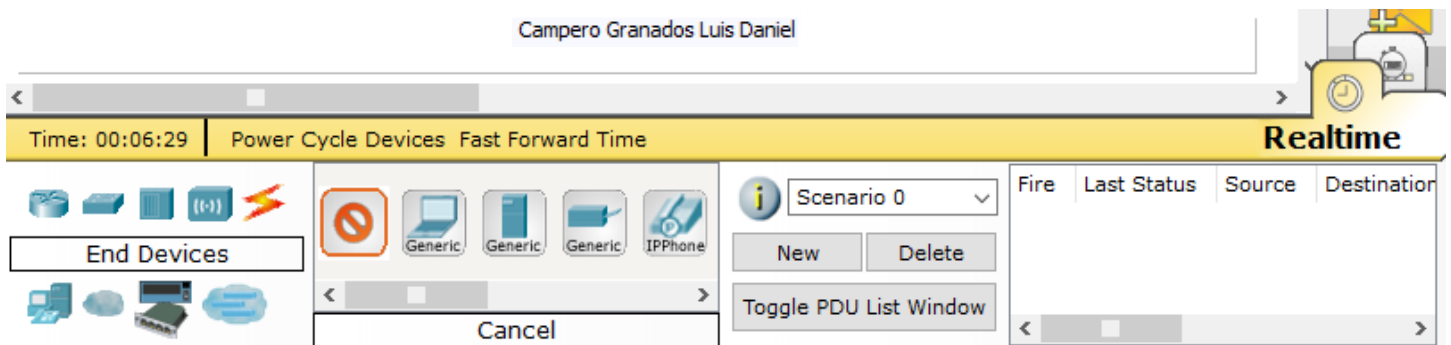 Campero Granados Luis Daniel
Time: 00:06:29 Power Cycle Devices Fast Forward Time Realtime
End Devices
Generic Generic Generic IPPhone
Cancel
i Scenario 0
New Delete
Toggle PDU List Window
Fire Last Status Source Destination